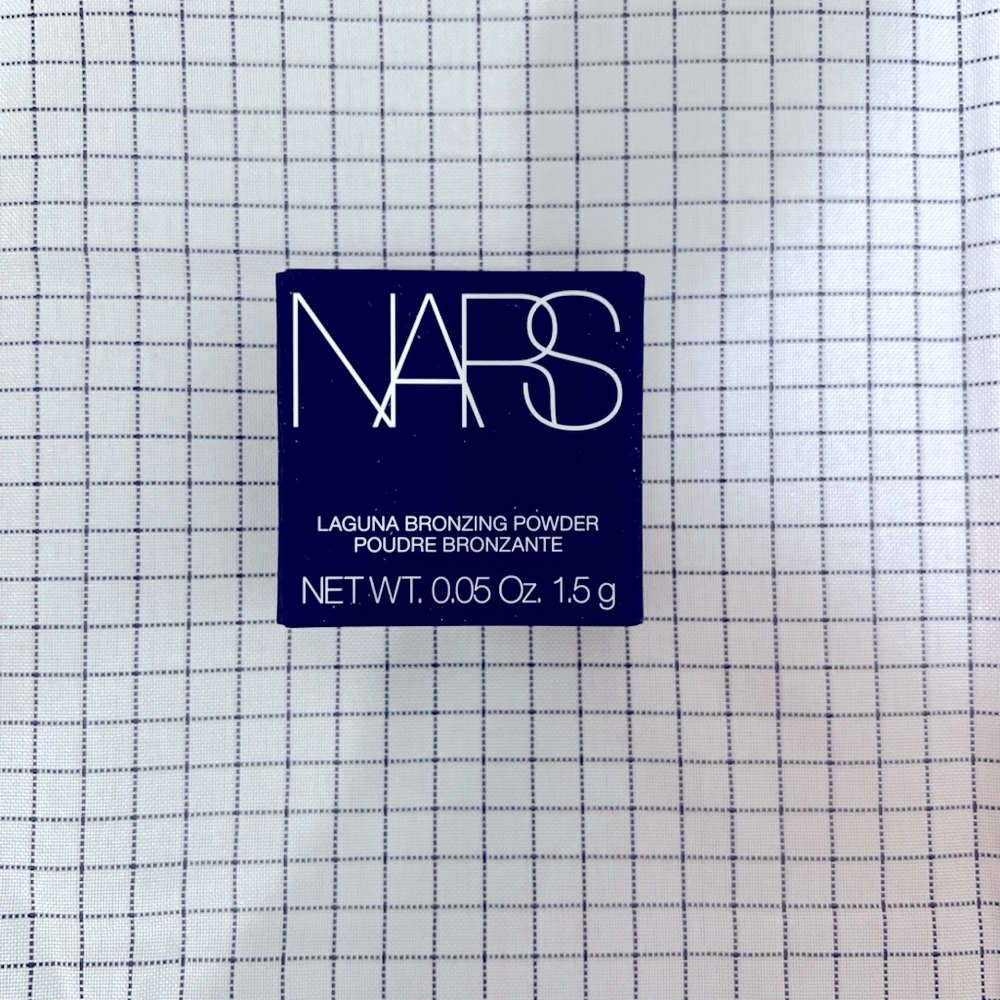 NARS
LAGUNA BRONZING POWDER
POUDRE BRONZANTE
NET WT. 0.05 Oz. 1.5 g